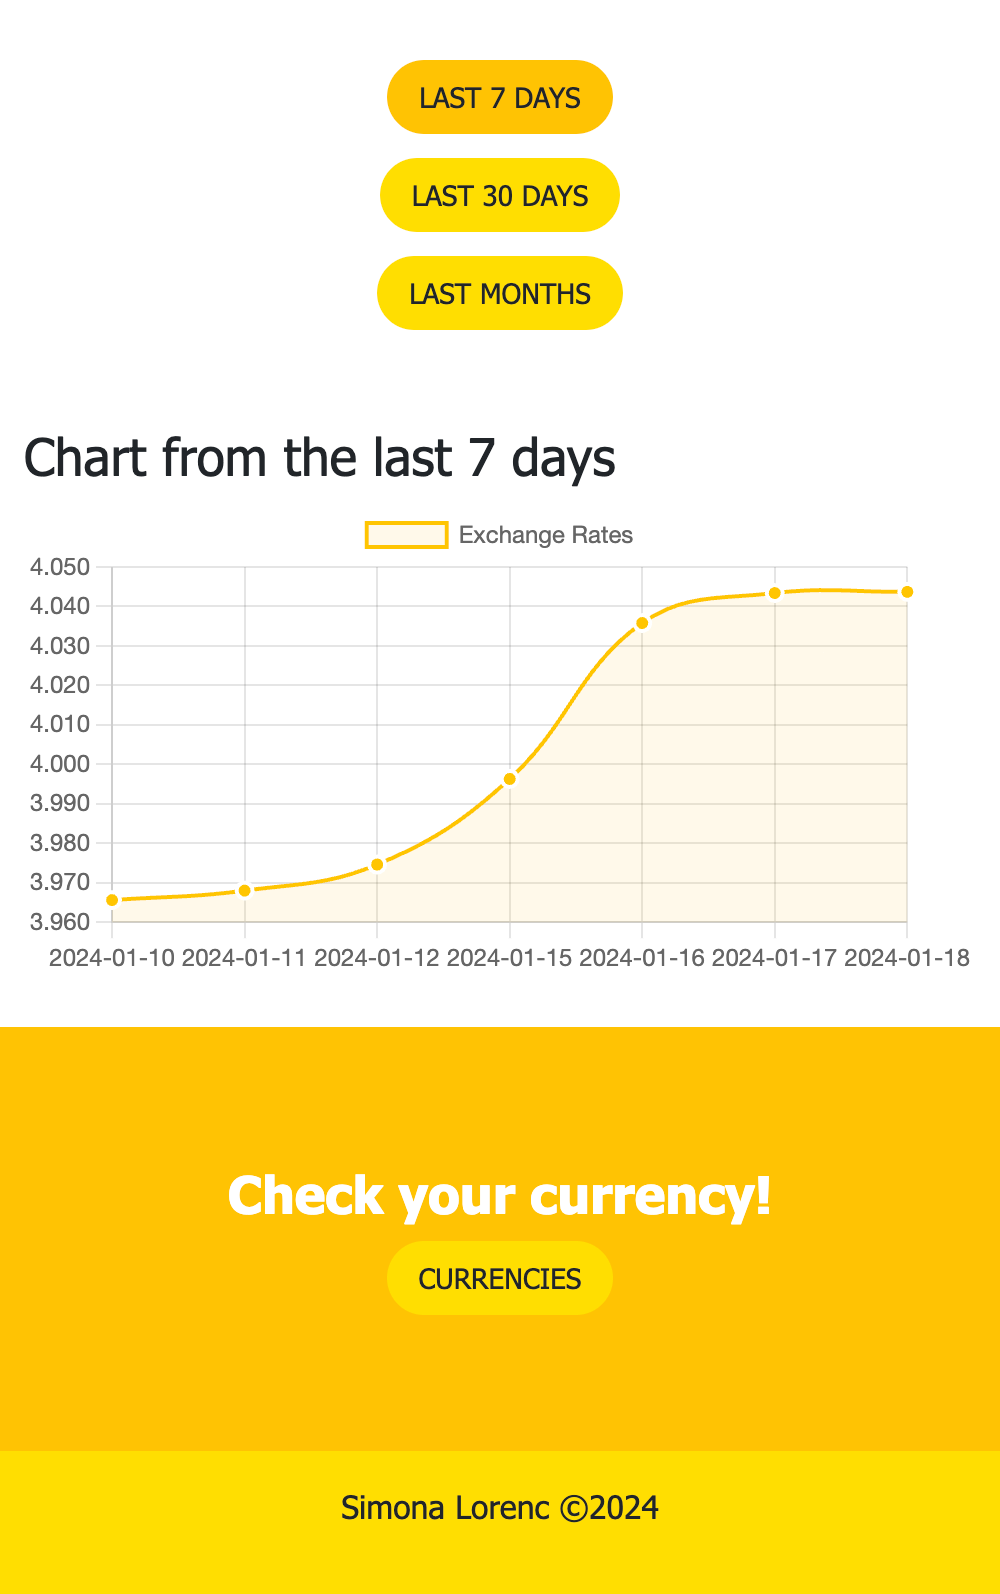 LAST 7 DAYS
LAST 30 DAYS
LAST MONTHS
Chart from the last 7 days
Exchange Rates
4.050
4.040
4.030
4.020
4.010
4.000
3.990
3.980
3.970
3.960
2024-01-10 2024-01-11 2024-01-12 2024-01-15 2024-01-16 2024-01-17 2024-01-18
Check your currency!
CURRENCIES
Simona Lorenc ©2024